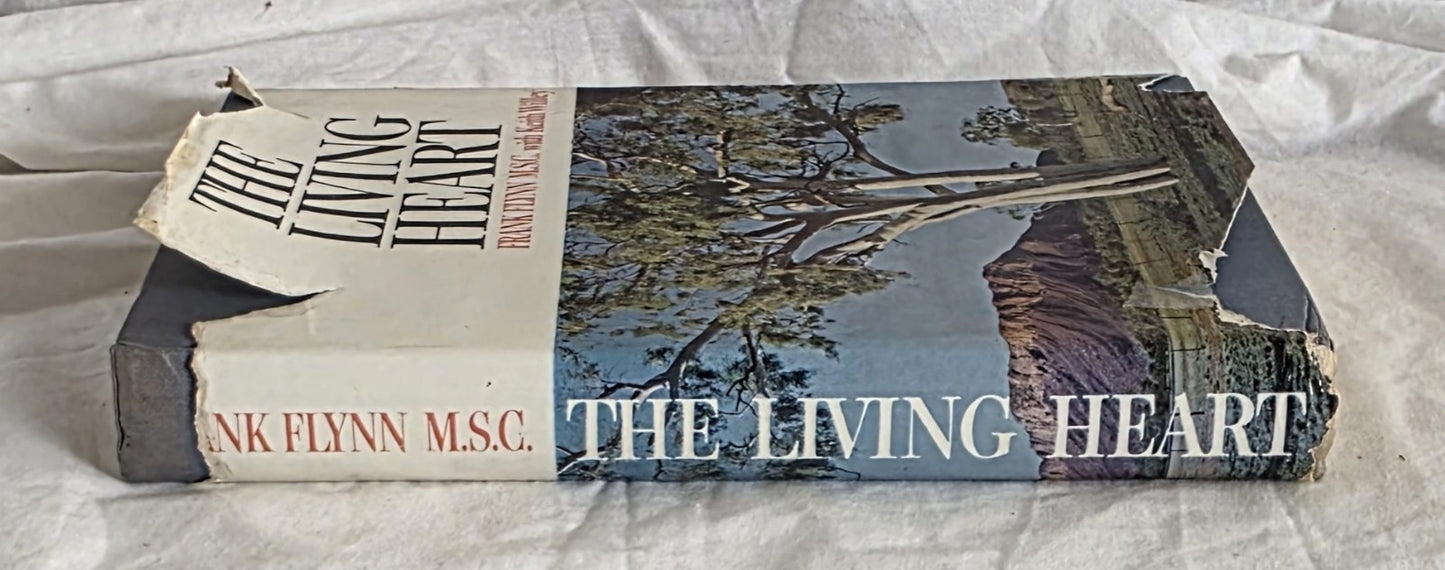 THE
LIVING
HEART
FRANK FLYNN M.S.C. with Keith Willey
NK FLYNN M.S.C. THE LIVING HEART